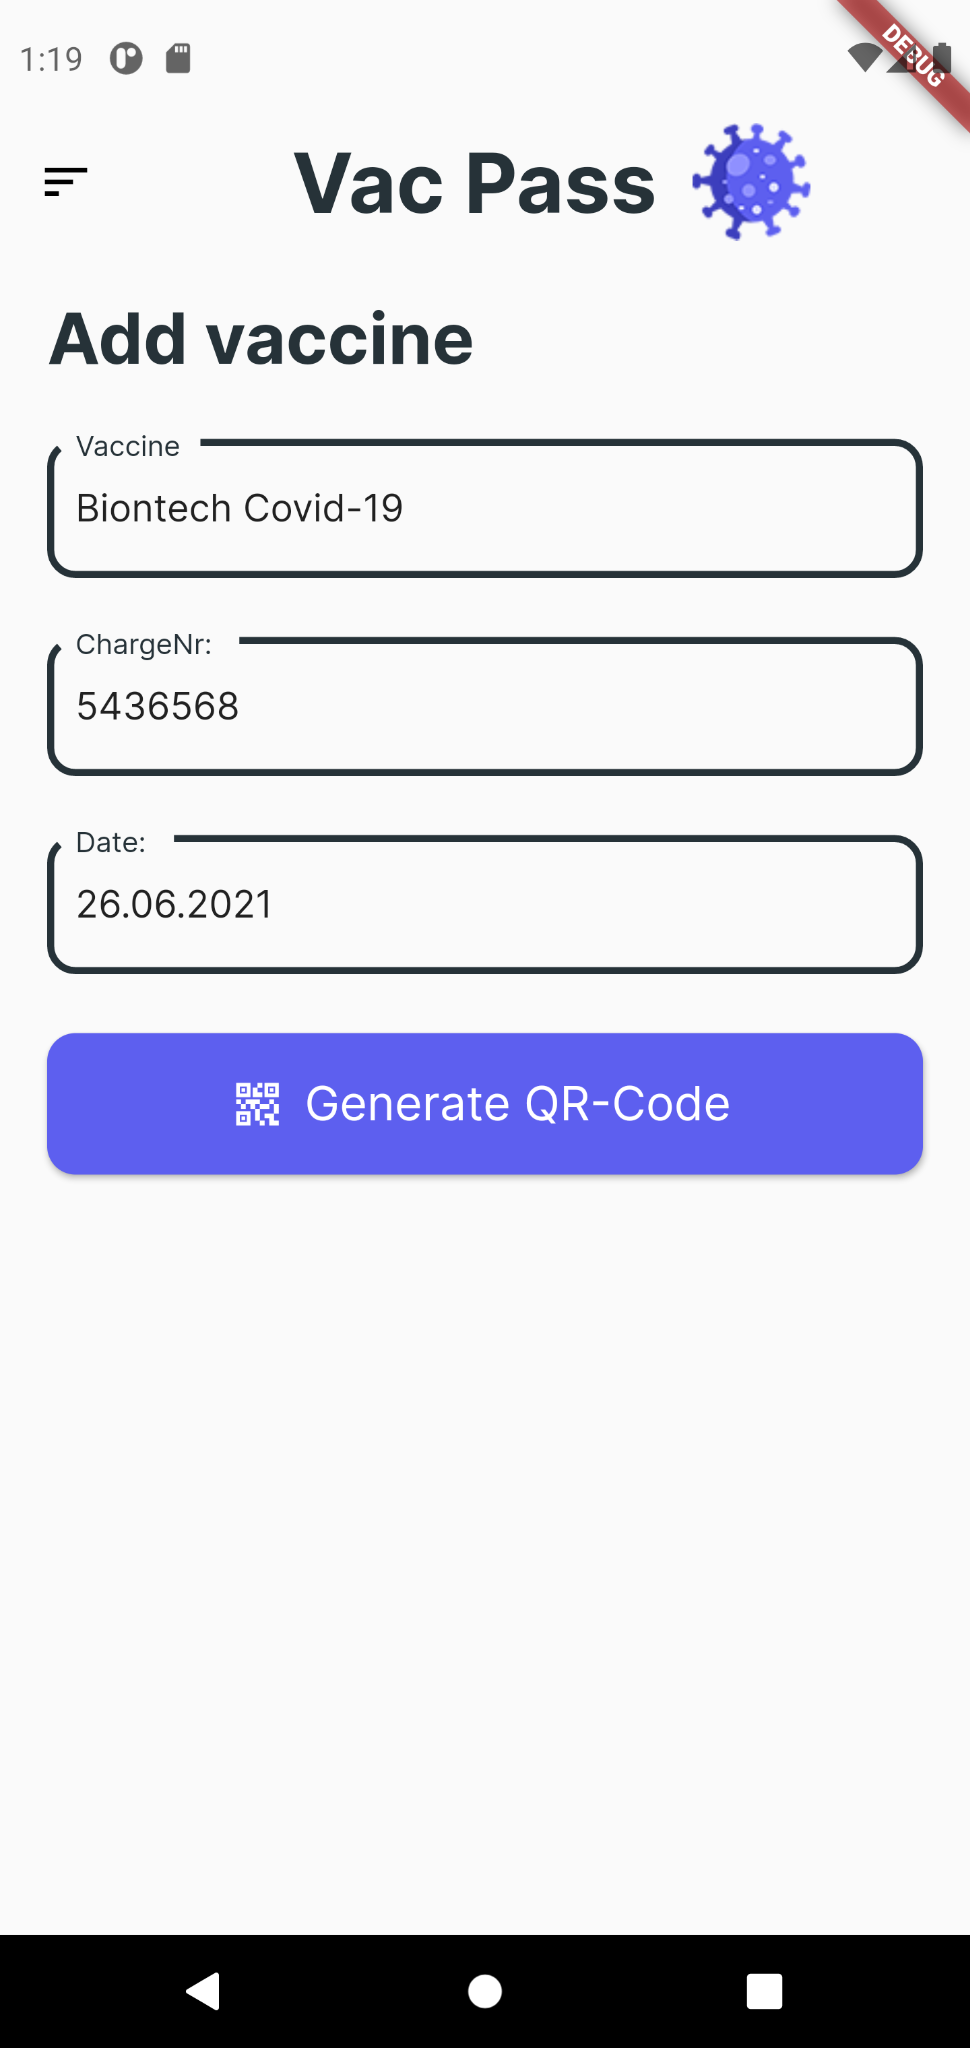 1:19
DEBUG
Vac Pass
Add vaccine
Vaccine
Biontech Covid-19
ChargeNr:
5436568
Date:
26.06.2021
Generate QR-Code